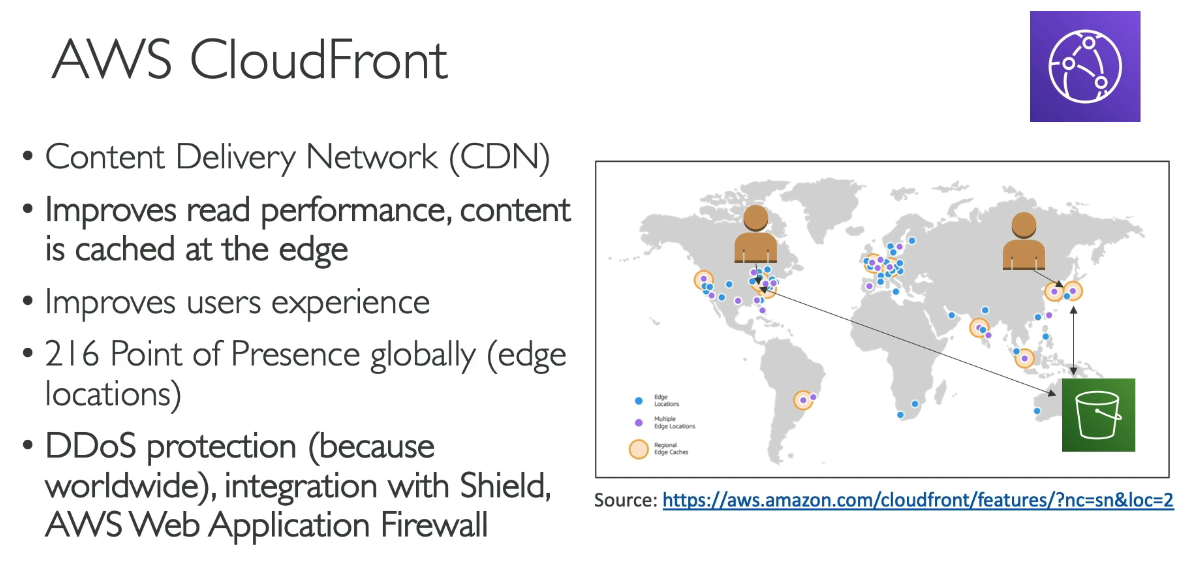 AWS CloudFront
• Content Delivery Network (CDN)
• Improves read performance, content
is cached at the edge
• Improves users experience
• 216 Point of Presence globally (edge
locations)
• DDoS protection (because
worldwide), integration with Shield,
AWS Web Application Firewall
Edge
Locations
Multiple
Edge Locations
Regional
Edge Caches
Source: https://aws.amazon.com/cloudfront/features/?nc=sn&loc=2